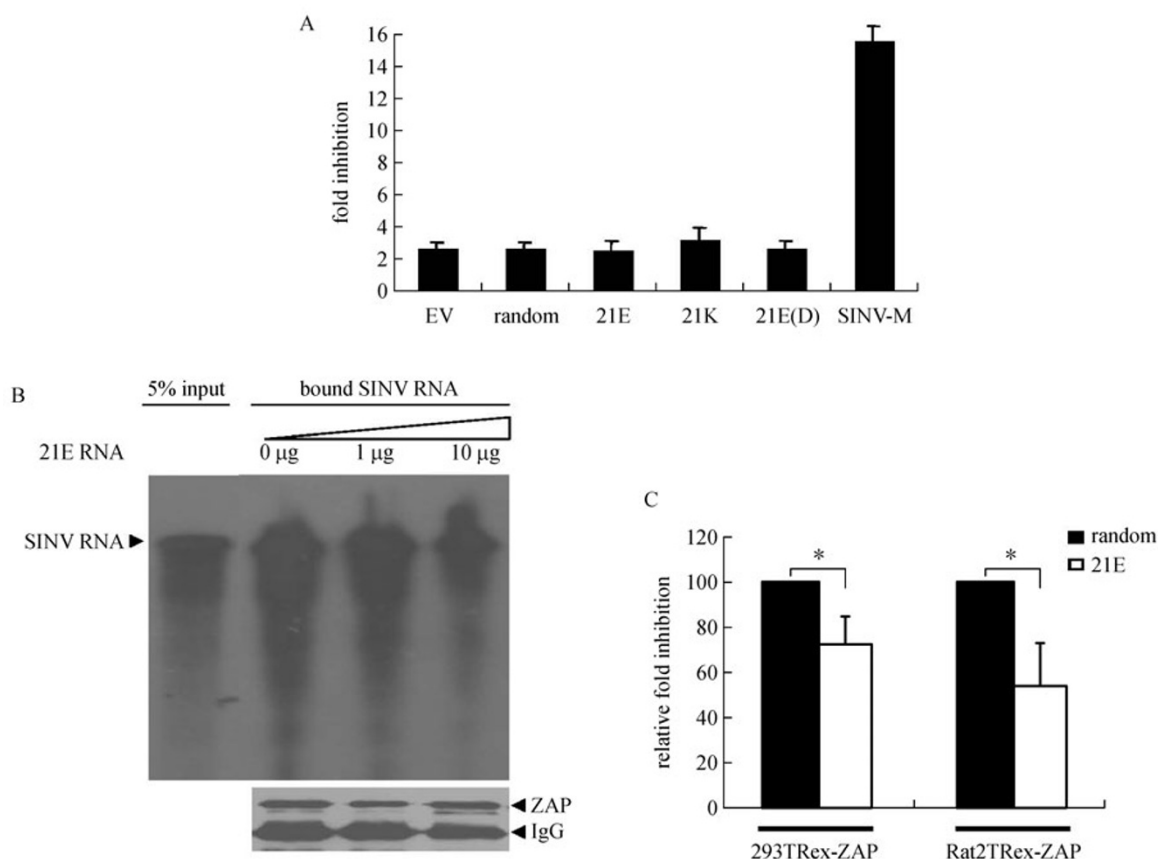 A
16
14
12
10
8
6
4
2
0
fold inhibition
EV random 21E 21K 21E(D) SINV-M
B
5% input bound SINV RNA
21E RNA 0 μg 1 μg 10 μg
SINV RNA
ZAP
IgG
C
random
21E
120
100
80
60
40
20
0
relative fold inhibition
* *
293TRex-ZAP Rat2TRex-ZAP